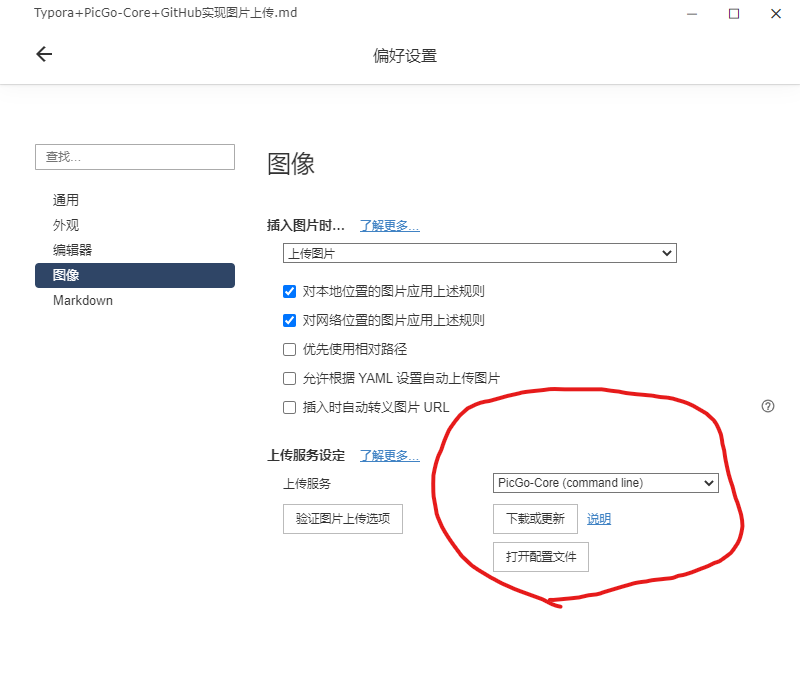 Typora+PicGo-Core+GitHub实现图片上传.md
偏好设置
查找...
通用
外观
编辑器
图像
Markdown
图像
插入图片时... 了解更多...
上传图片
对本地位置的图片应用上述规则
对网络位置的图片应用上述规则
优先使用相对路径
允许根据 YAML 设置自动上传图片
插入时自动转义图片 URL
上传服务设定 了解更多...
上传服务 PicGo-Core (command line)
验证图片上传选项 下载或更新 说明
打开配置文件